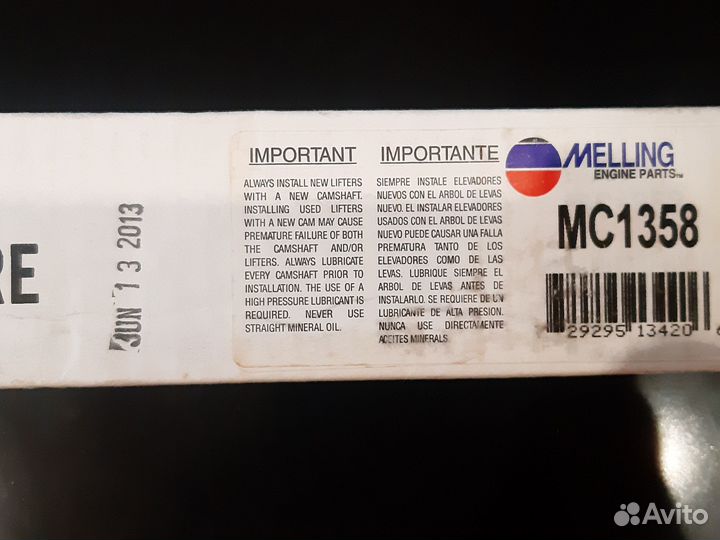 RE
JUN 13 2013
IMPORTANT
ALWAYS INSTALL NEW LIFTERS
WITH A NEW CAMSHAFT.
INSTALLING USED LIFTERS
WITH A NEW CAM MAY CAUSE
PREMATURE FAILURE OF BOTH
THE CAMSHAFT AND/OR
LIFTERS. ALWAYS LUBRICATE
EVERY CAMSHAFT PRIOR TO
INSTALLATION. THE USE OF A
HIGH PRESSURE LUBRICANT IS
REQUIRED. NEVER USE
STRAIGHT MINERAL OIL.
IMPORTANTE
SIEMPRE INSTALE ELEVADORES
NUEVOS CON EL ARBOL DE LEVAS
NUEVO. EL INSTALAR ELEVADORES
USADOS CON EL ARBOL DE LEVAS
NUEVO PUEDE CAUSAR UNA FALLA
PREMATURA TANTO DE LOS
ELEVADORES COMO DE LAS
LEVAS. LUBRIQUE SIEMPRE EL
ARBOL DE LEVAS ANTES DE
INSTALARLO. SE REQUIERE DE UN
LUBRICANTE DE ALTA PRESION.
NUNCA USE DIRECTAMENTE
ACEITES MINERALS.
MELLING
ENGINE PARTS™
MC1358
29295 13420
Avito